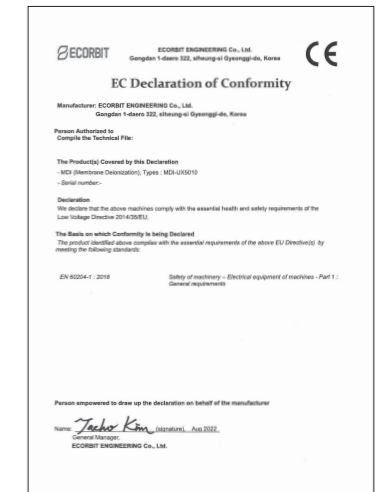 ECORBIT
ECORBIT ENGINEERING Co., Ltd.
Gongdan 1-daero 322, siheung-si Gyeonggi-do, Korea
CE
EC Declaration of Conformity
Manufacturer: ECORBIT ENGINEERING Co., Ltd.
Gongdan 1-daero 322, siheung-si Gyeonggi-do, Korea
Person Authorized to
Compile the Technical File:
The Product(s) Covered by this Declaration
- MDI (Membrane Deionization), Types : MDI-UX5010
- Serial number:-
Declaration
We declare that the above machines comply with the essential health and safety requirements of the
Low Voltage Directive 2014/35/EU.
The Basis on which Conformity is being Declared
The product identified above complies with the essential requirements of the above EU Directive(s) by
meeting the following standards:
EN 60204-1 : 2018 Safety of machinery – Electrical equipment of machines - Part 1 :
General requirements
Person empowered to draw up the declaration on behalf of the manufacturer
Name: Tacho Kim (signature), Aug 2022
General Manager,
ECORBIT ENGINEERING Co., Ltd.